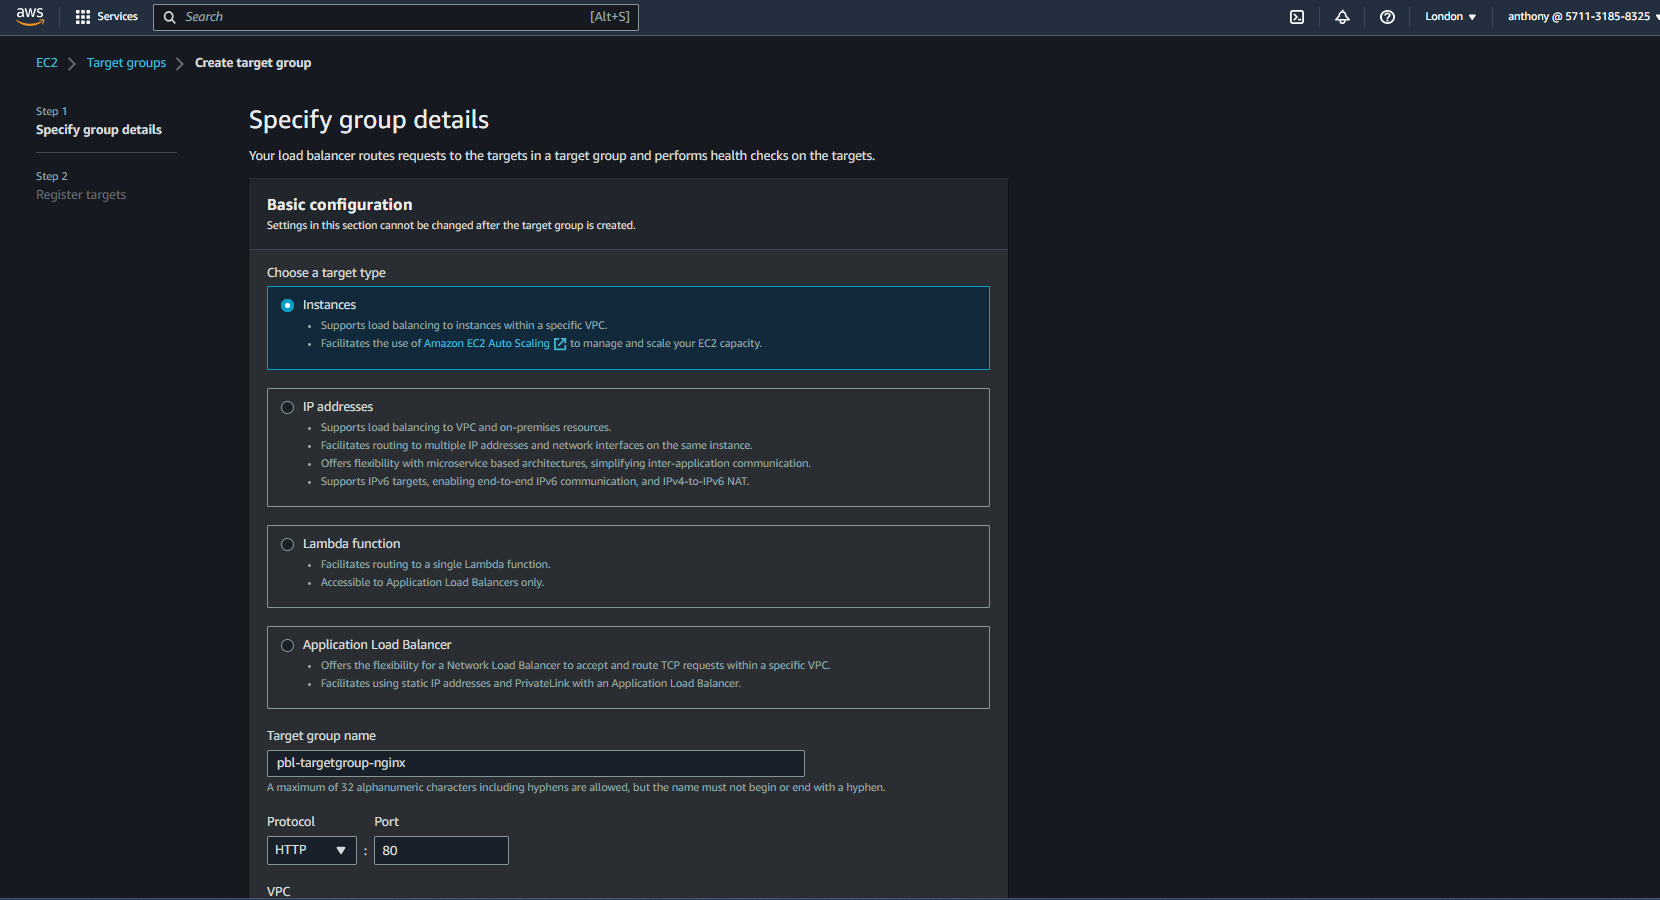 aws
Services
Search [Alt+S]
London
anthony @ 5711-3185-8325
EC2 Target groups Create target group
Step 1
Specify group details
Step 2
Register targets
Specify group details
Your load balancer routes requests to the targets in a target group and performs health checks on the targets.
Basic configuration
Settings in this section cannot be changed after the target group is created.
Choose a target type
Instances
• Supports load balancing to instances within a specific VPC.
• Facilitates the use of Amazon EC2 Auto Scaling to manage and scale your EC2 capacity.
IP addresses
• Supports load balancing to VPC and on-premises resources.
• Facilitates routing to multiple IP addresses and network interfaces on the same instance.
• Offers flexibility with microservice based architectures, simplifying inter-application communication.
• Supports IPv6 targets, enabling end-to-end IPv6 communication, and IPv4-to-IPv6 NAT.
Lambda function
• Facilitates routing to a single Lambda function.
• Accessible to Application Load Balancers only.
Application Load Balancer
• Offers the flexibility for a Network Load Balancer to accept and route TCP requests within a specific VPC.
• Facilitates using static IP addresses and PrivateLink with an Application Load Balancer.
Target group name
pbl-targetgroup-nginx
A maximum of 32 alphanumeric characters including hyphens are allowed, but the name must not begin or end with a hyphen.
Protocol Port
HTTP : 80
VPC